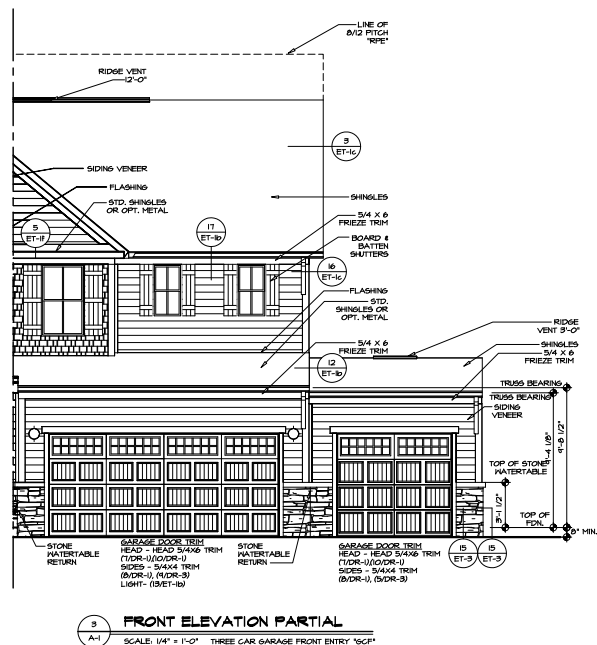 LINE OF
8/12 PITCH
"RPE"
RIDGE VENT
12'-0"
3
ET-1c
SIDING VENEER
FLASHING
STD. SHINGLES
OR OPT. METAL
SHINGLES
5
ET-1f
17
ET-1b
5/4 X 6
FRIEZE TRIM
BOARD &
BATTEN
SHUTTERS
16
ET-1c
FLASHING
STD.
SHINGLES OR
OPT. METAL
RIDGE
VENT 3'-0"
5/4 X 6
FRIEZE TRIM
SHINGLES
5/4 X 6
FRIEZE TRIM
12
ET-1b
TRUSS BEARING
TRUSS BEARING
SIDING
VENEER
9'-8 1/2"
TOP OF STONE
WATERTABLE
3'-1 1/2"
TOP OF
FDN.
8" MIN.
STONE
WATERTABLE
RETURN
GARAGE DOOR TRIM
HEAD - HEAD 5/4X6 TRIM
(7/DR-1)(10/DR-1)
SIDES - 5/4X4 TRIM
(8/DR-1), (9/DR-3)
LIGHT- (13/ET-1b)
STONE
WATERTABLE
RETURN
GARAGE DOOR TRIM
HEAD - HEAD 5/4X6 TRIM
(7/DR-1)(10/DR-1)
SIDES - 5/4X4 TRIM
(8/DR-1), (5/DR-3)
15
ET-3
15
ET-3
3
A-1
FRONT ELEVATION PARTIAL
SCALE: 1/4" = 1'-0" THREE CAR GARAGE FRONT ENTRY "GCF"